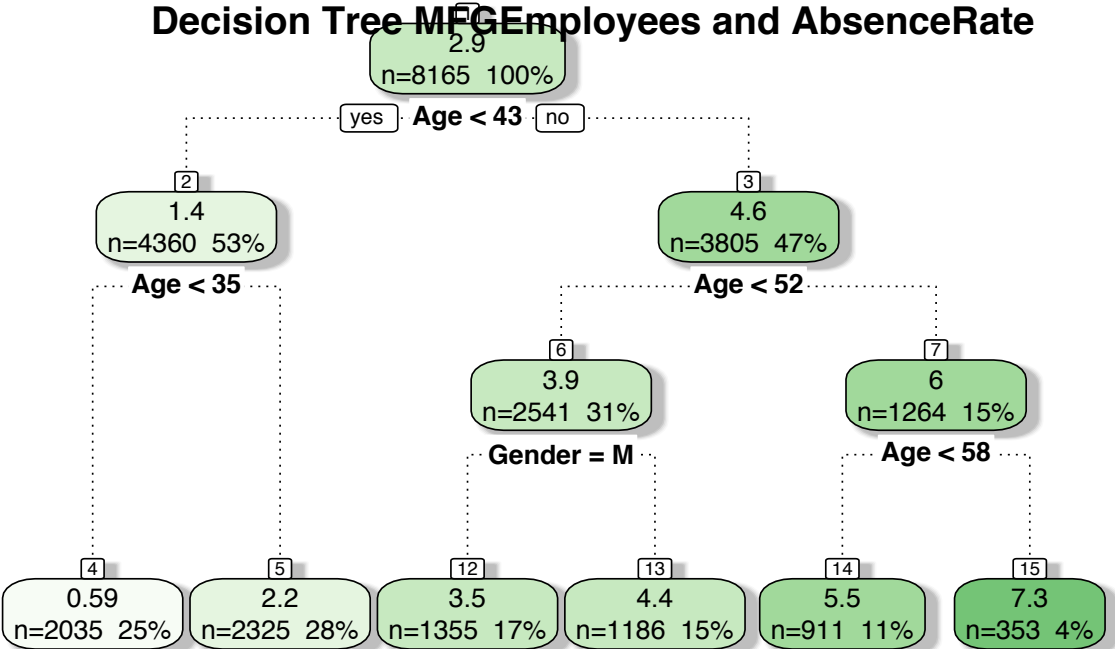 Decision Tree MFGEmployees and AbsenceRate
2.9
n=8165 100%
yes Age < 43 no
2 3
1.4 4.6
n=4360 53% n=3805 47%
Age < 35 Age < 52
6 7
3.9 6
n=2541 31% n=1264 15%
Gender = M Age < 58
4 5 12 13 14 15
0.59 2.2 3.5 4.4 5.5 7.3
n=2035 25% n=2325 28% n=1355 17% n=1186 15% n=911 11% n=353 4%